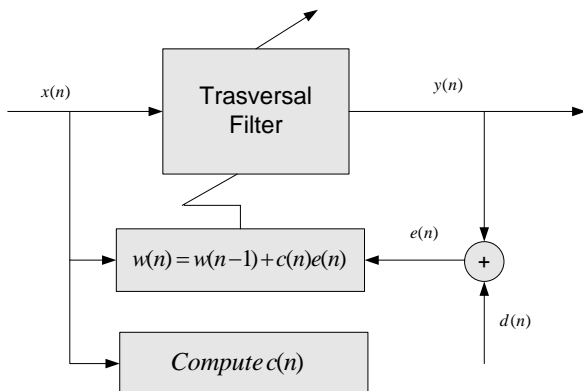 x(n)
Trasversal
Filter
y(n)
w(n) = w(n−1) + c(n)e(n)
e(n)
+
d(n)
Compute c(n)